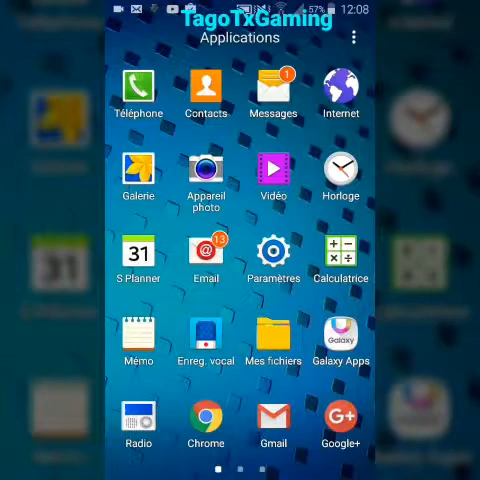 TagoTxGaming
57% 12:08
Applications
1
Téléphone Contacts Messages Internet
Galerie Appareil photo Vidéo Horloge
31 13
S Planner Email Paramètres Calculatrice
Galaxy
Mémo Enreg. vocal Mes fichiers Galaxy Apps
G+
Radio Chrome Gmail Google+